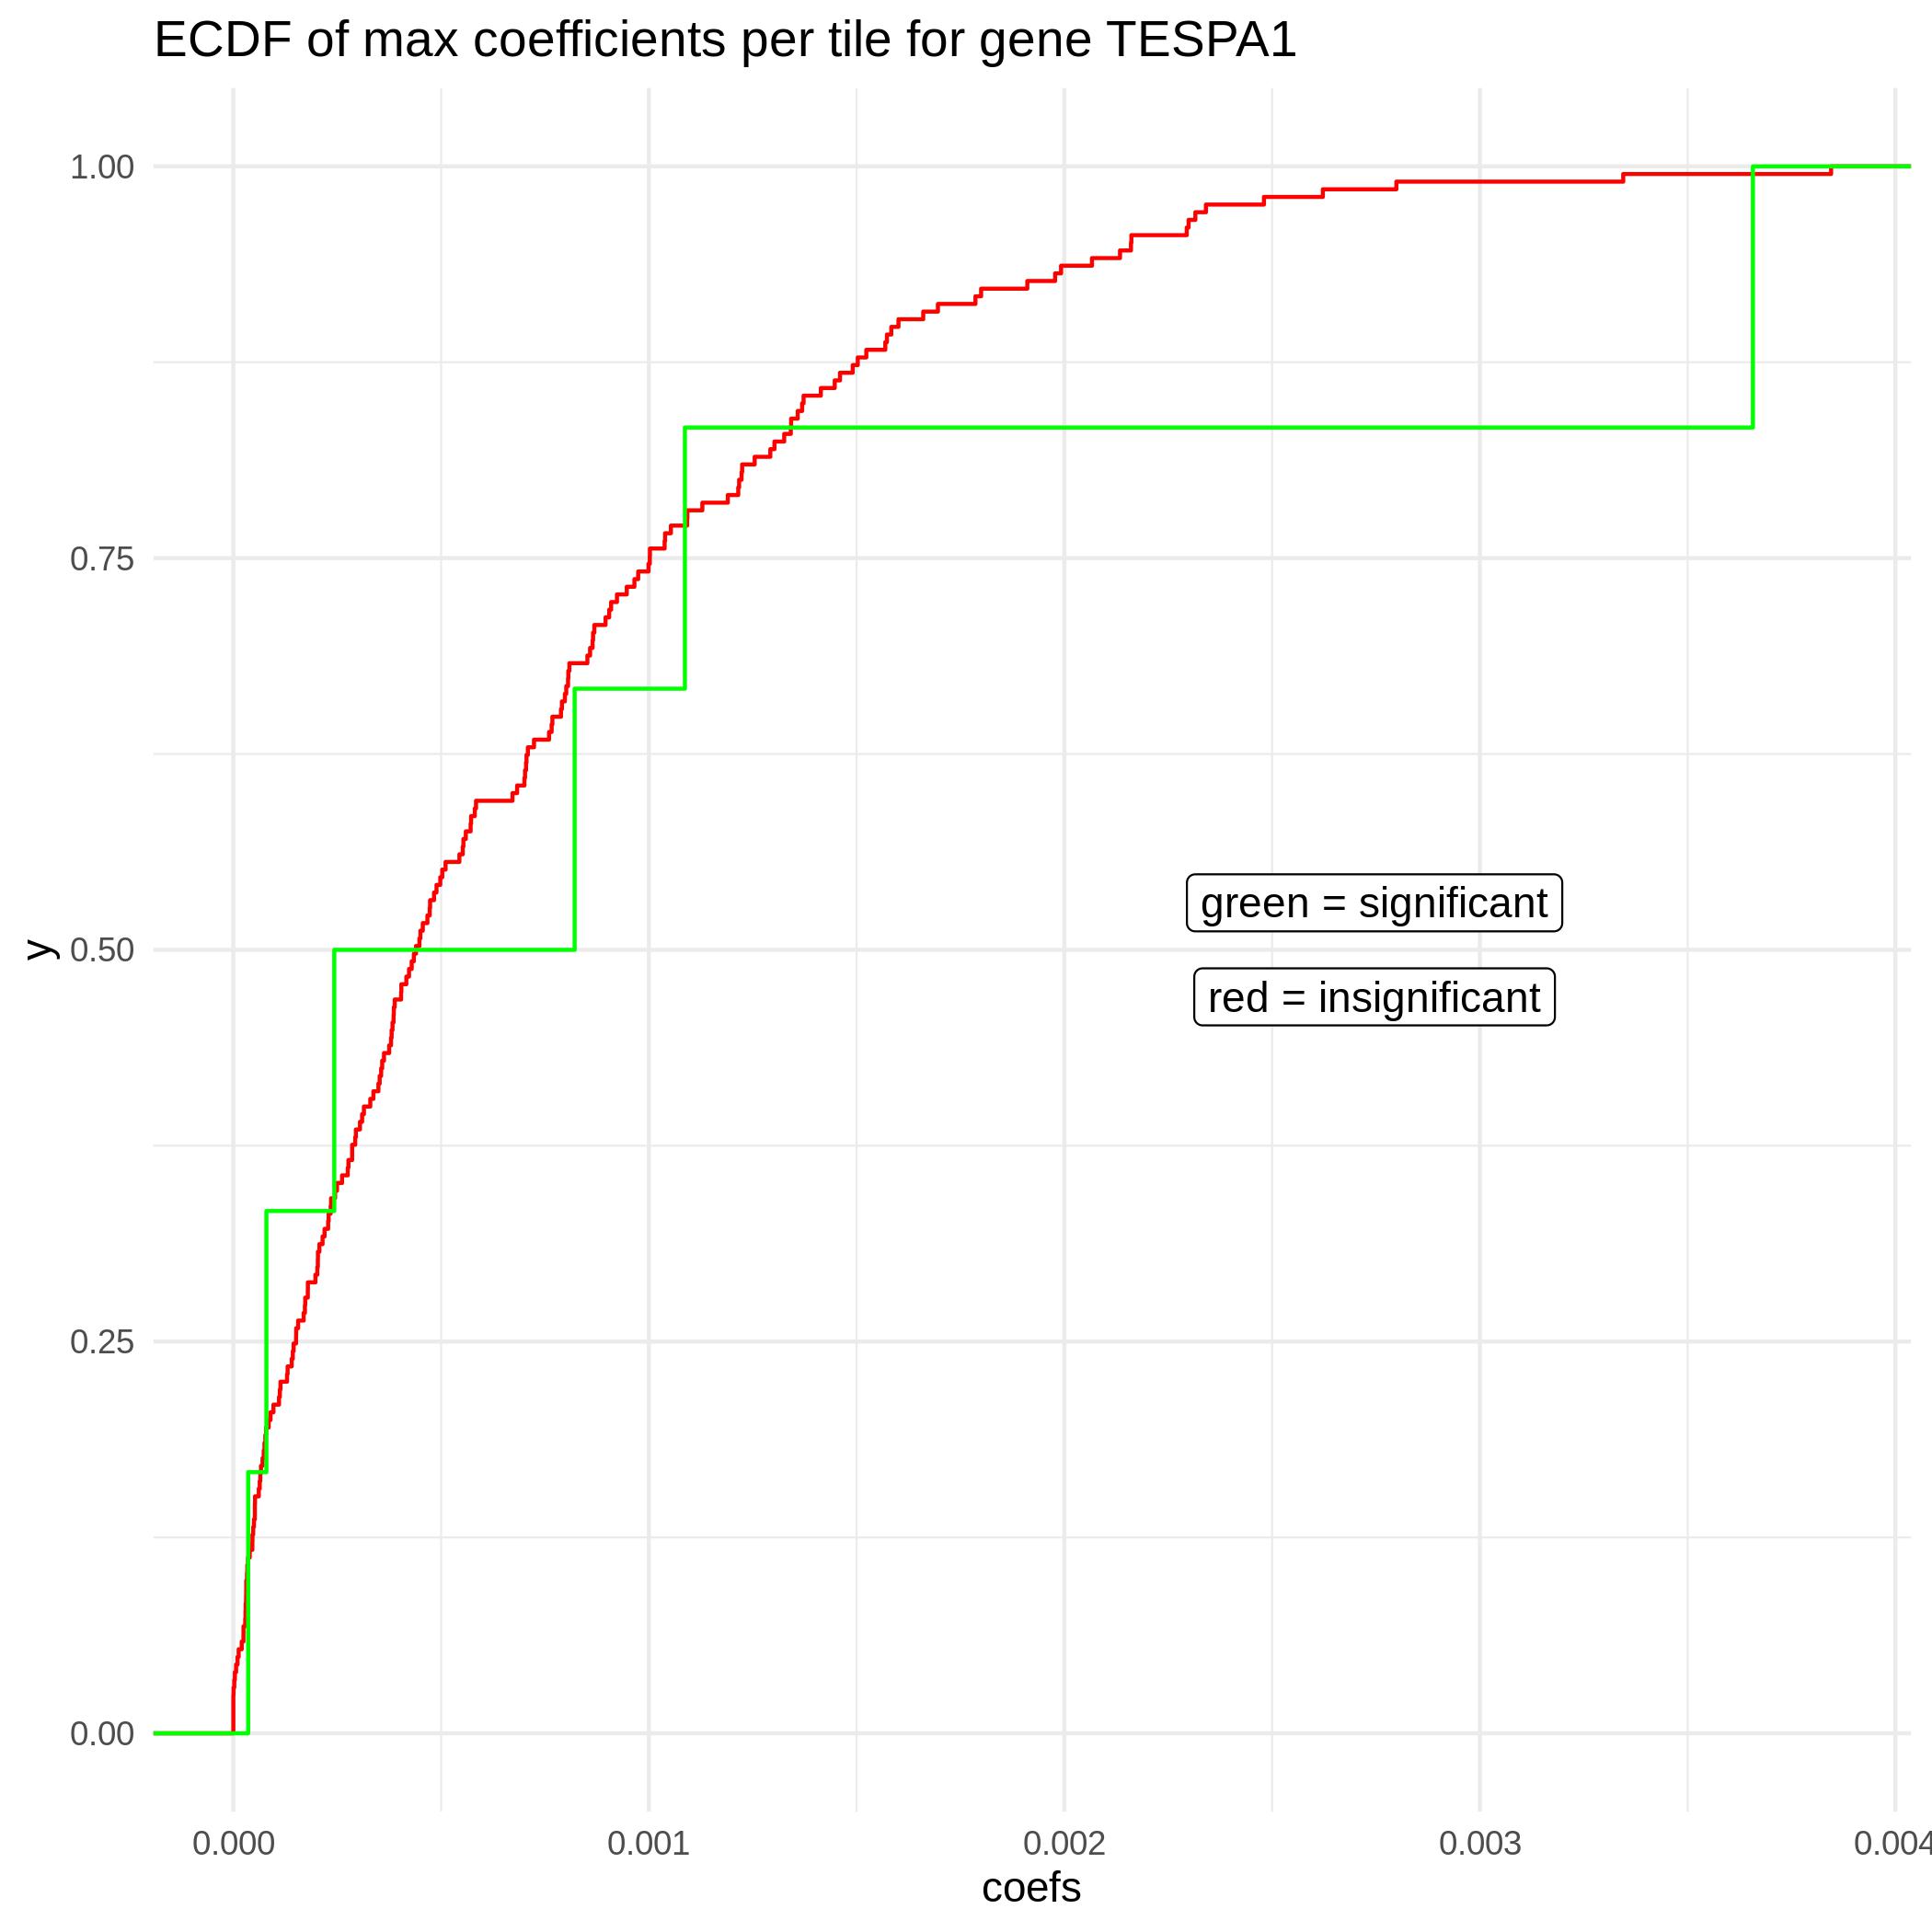 ECDF of max coefficients per tile for gene TESPA1
1.00
0.75
0.50
0.25
0.00
y
green = significant
red = insignificant
0.000 0.001 0.002 0.003 0.004
coefs